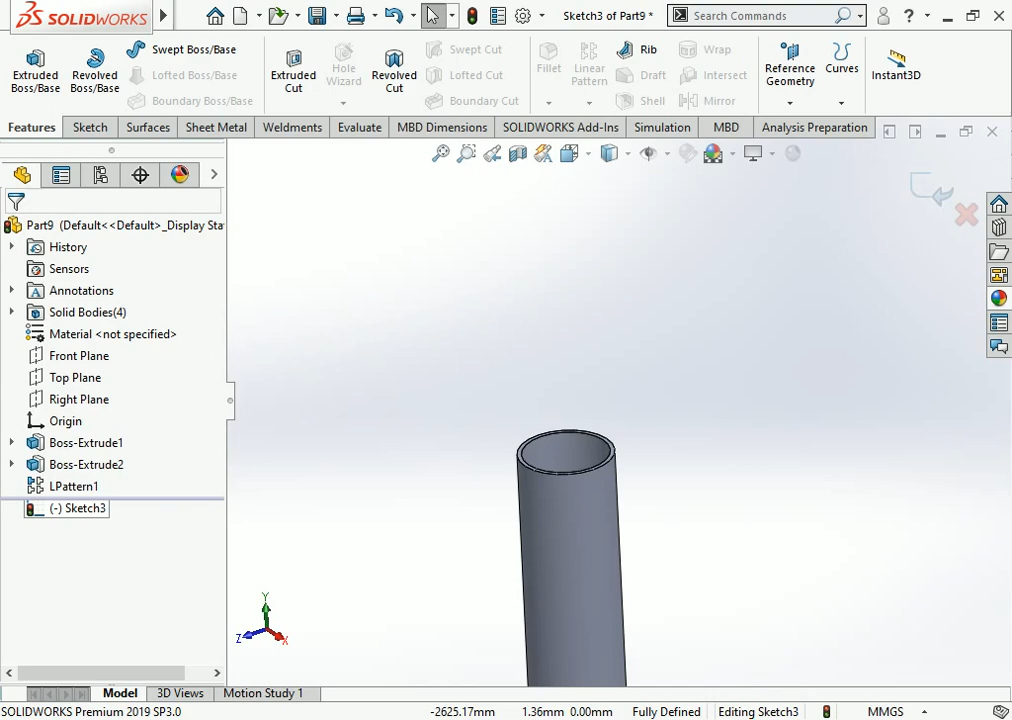 SOLIDWORKS
Sketch3 of Part9 *
Search Commands
?
Extruded Boss/Base
Revolved Boss/Base
Swept Boss/Base
Lofted Boss/Base
Boundary Boss/Base
Extruded Cut
Hole Wizard
Revolved Cut
Swept Cut
Lofted Cut
Boundary Cut
Fillet
Linear Pattern
Rib
Draft
Shell
Wrap
Intersect
Mirror
Reference Geometry
Curves
Instant3D
Features
Sketch
Surfaces
Sheet Metal
Weldments
Evaluate
MBD Dimensions
SOLIDWORKS Add-Ins
Simulation
MBD
Analysis Preparation
Part9 (Default<<Default>_Display Sta
History
Sensors
Annotations
Solid Bodies(4)
Material <not specified>
Front Plane
Top Plane
Right Plane
Origin
Boss-Extrude1
Boss-Extrude2
LPattern1
(-) Sketch3
Y
Z
X
Model
3D Views
Motion Study 1
SOLIDWORKS Premium 2019 SP3.0
-2625.17mm
1.36mm 0.00mm
Fully Defined
Editing Sketch3
MMGS